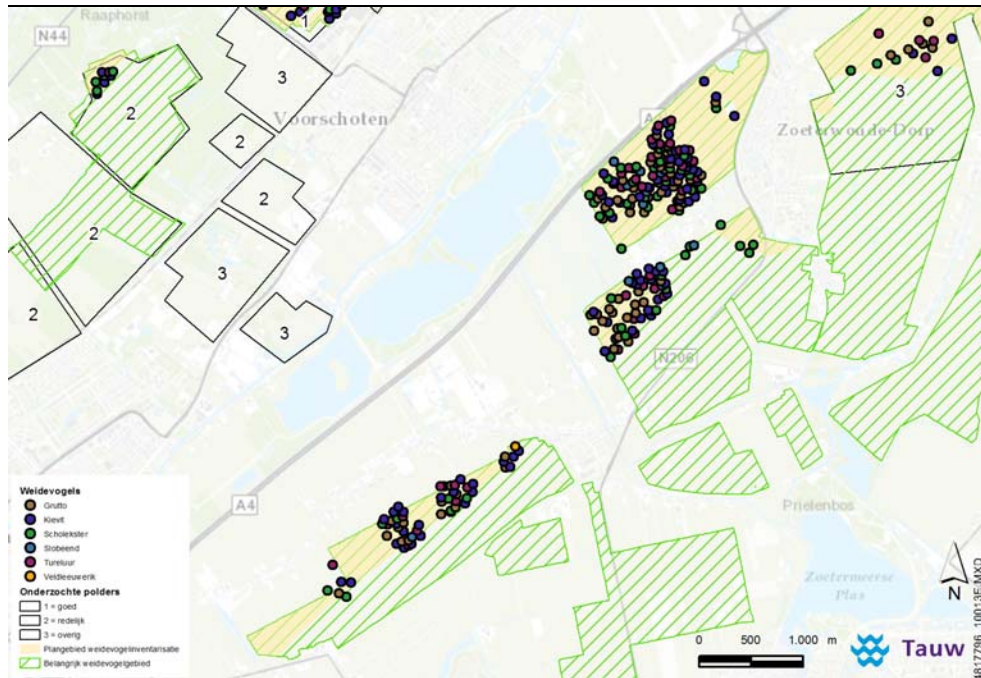 Raaphorst
1
N44
3
2
3
Voorschoten
A
Zoeterwoude-Dorp
2
2
2
3
2
3
N206
A4
Prielenbos
Zoetermeerse
Plas
Weidevogels
Grutto
Kievit
Scholekster
Slobeend
Tureluur
Veldleeuwerik
Onderzochte polders
1 = goed
2 = redelijk
3 = overig
Plangebied weidevogelinventarisatie
Belangrijk weidevogelgebied
N
0 500 1.000 m
Tauw
4817796_10013E.MXD